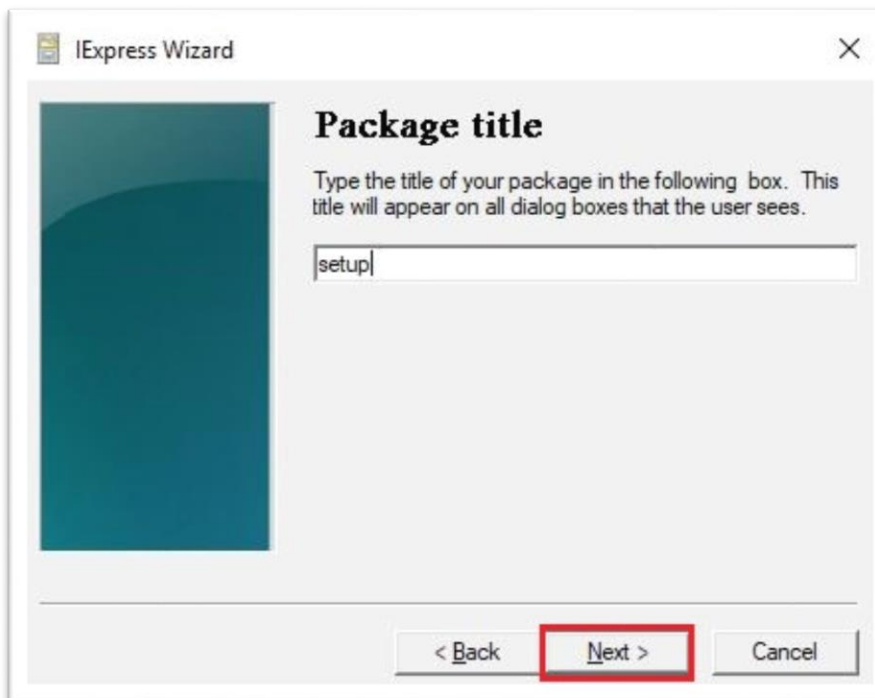 IExpress Wizard
Package title
Type the title of your package in the following box. This
title will appear on all dialog boxes that the user sees.
setup
< Back
Next >
Cancel